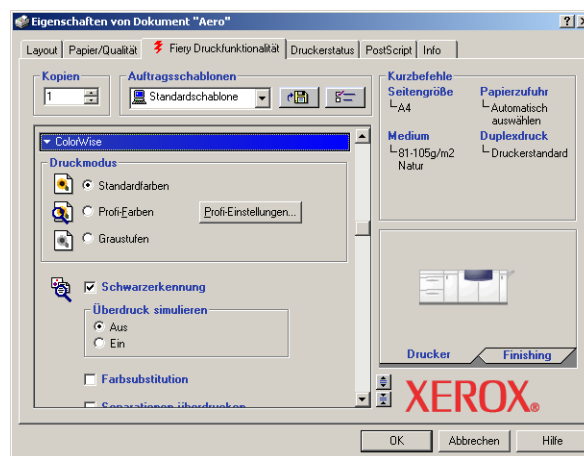 Eigenschaften von Dokument "Aero"
Layout Papier/Qualität Fiery Druckfunktionalität Druckerstatus PostScript Info
Kopien
1
Auftragsschablonen
Standardschablone
ColorWise
Druckmodus
Standardfarben
Profi-Farben
Profi-Einstellungen...
Graustufen
Schwarzerkennung
Überdruck simulieren
Aus
Ein
Farbsubstitution
Separationen überdrucken
Kurzbefehle
Seitengröße
A4
Papierzufuhr
Automatisch
auswählen
Medium
81-105g/m2
Natur
Duplexdruck
Druckerstandard
Drucker
Finishing
XEROX®
OK
Abbrechen
Hilfe